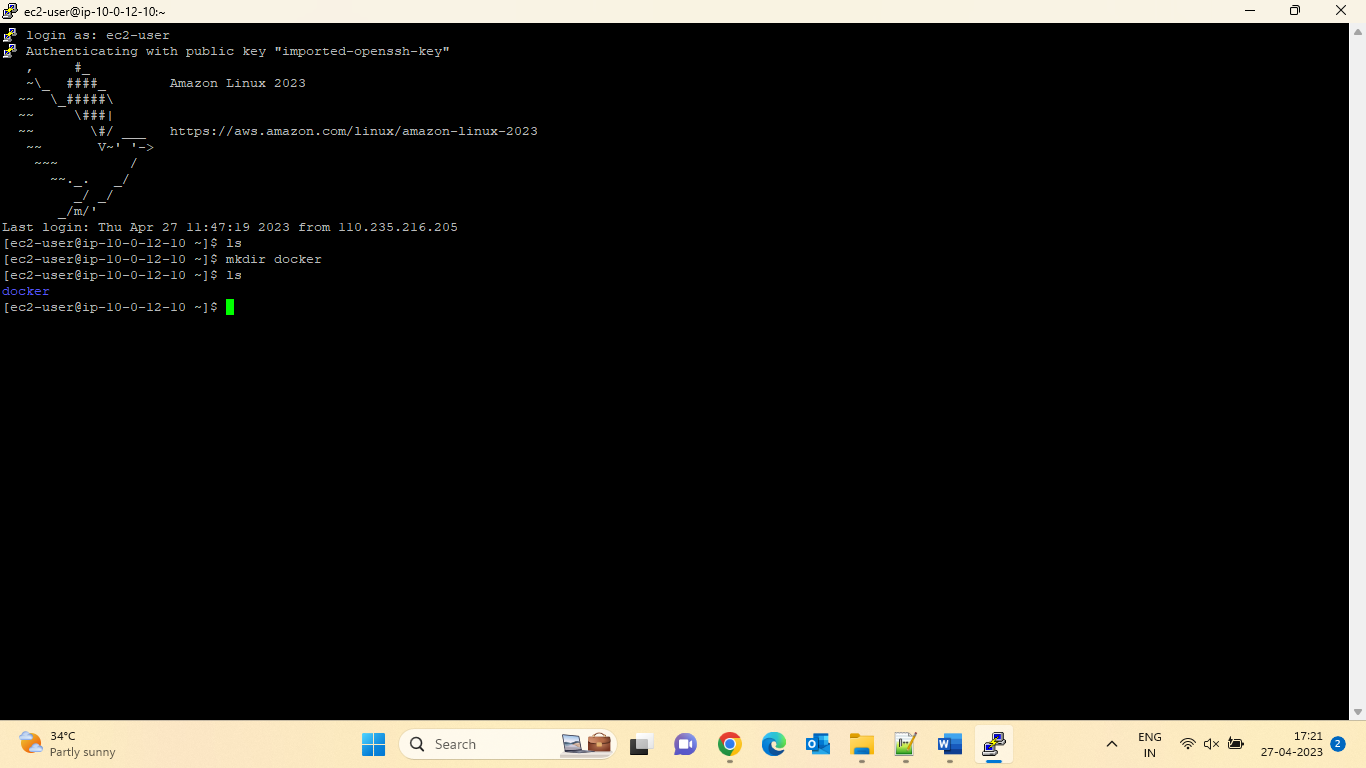 ec2-user@ip-10-0-12-10:~
login as: ec2-user
Authenticating with public key "imported-openssh-key"
   ,     #_
   ~\_  ####_        Amazon Linux 2023
  ~~  \_#####\
  ~~     \###|
  ~~       \#/ ___   https://aws.amazon.com/linux/amazon-linux-2023
   ~~       V~' '->
    ~~~         /
      ~~._.   _/
         _/ _/
       _/m/'
Last login: Thu Apr 27 11:47:19 2023 from 110.235.216.205
[ec2-user@ip-10-0-12-10 ~]$ ls
[ec2-user@ip-10-0-12-10 ~]$ mkdir docker
[ec2-user@ip-10-0-12-10 ~]$ ls
docker
[ec2-user@ip-10-0-12-10 ~]$
34°C
Partly sunny
Search
ENG
IN
17:21
27-04-2023
2